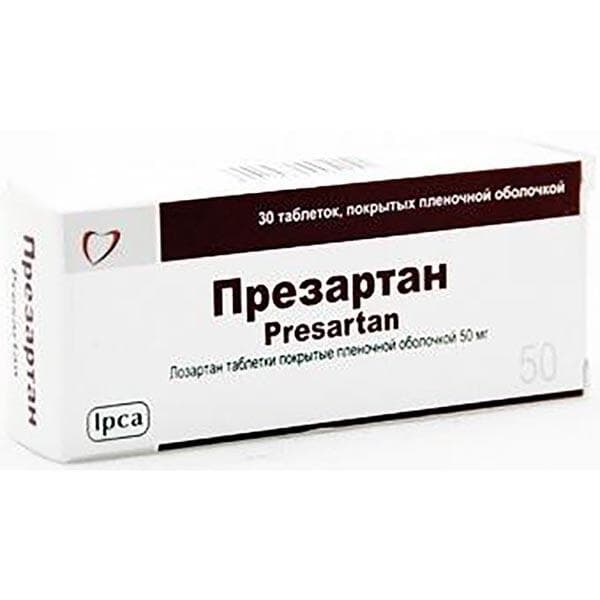 30 таблеток, покрытых пленочной оболочкой
Презартан
Presartan
Лозартан таблетки покрытые пленочной оболочкой 50 мг
50
Ipca
Презартан
Presartan